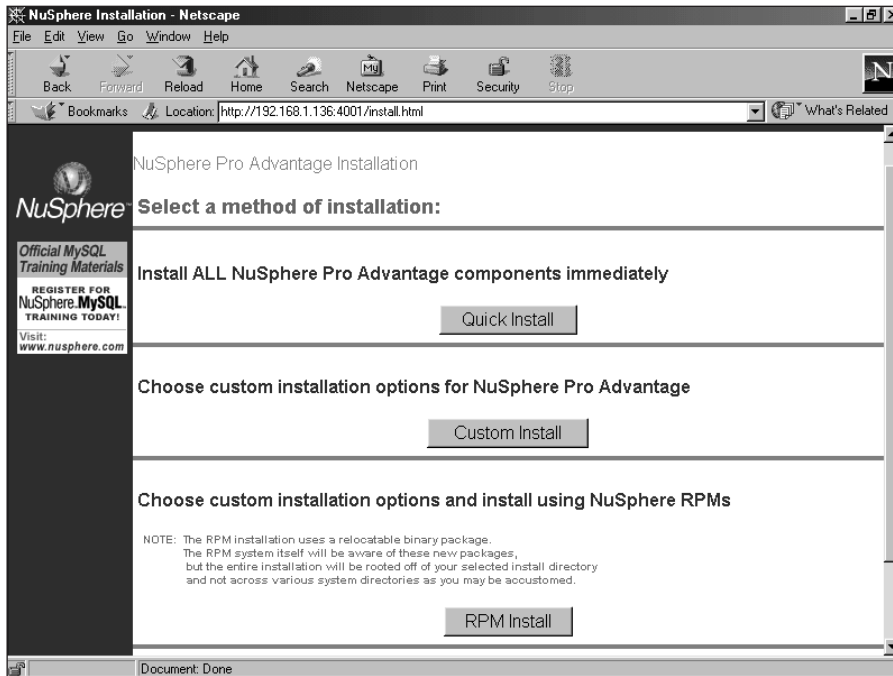 NuSphere Installation - Netscape
File Edit View Go Window Help
Back Forward Reload Home Search Netscape Print Security Stop
My
N
Bookmarks Location: http://192.168.1.136:4001/install.html What's Related
NuSphere Pro Advantage Installation
NuSphere™
Select a method of installation:
Official MySQL
Training Materials
REGISTER FOR
NuSphere.MySQL.
TRAINING TODAY!
Visit:
www.nusphere.com
Install ALL NuSphere Pro Advantage components immediately
Quick Install
Choose custom installation options for NuSphere Pro Advantage
Custom Install
Choose custom installation options and install using NuSphere RPMs
NOTE: The RPM installation uses a relocatable binary package.
The RPM system itself will be aware of these new packages,
but the entire installation will be rooted off of your selected install directory
and not across various system directories as you may be accustomed.
RPM Install
Document: Done